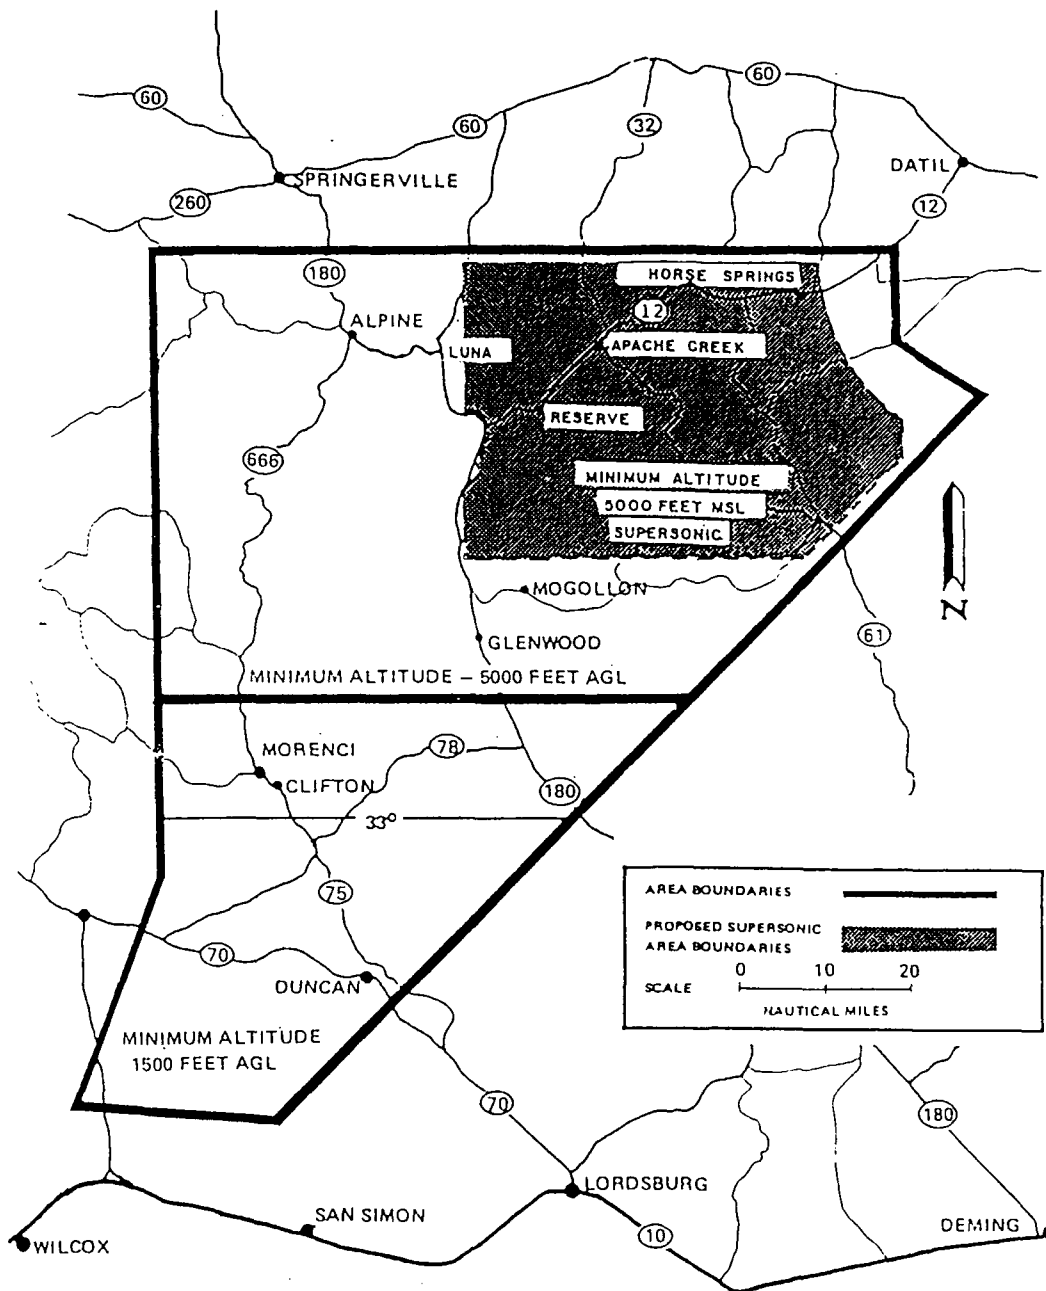 60
60
60
32
DATIL
SPRINGERVILLE
260
12
180
HORSE SPRINGS
12
ALPINE
LUNA
APACHE CREEK
RESERVE
666
MINIMUM ALTITUDE
5000 FEET MSL
SUPERSONIC
MOGOLLON
N
GLENWOOD
61
MINIMUM ALTITUDE – 5000 FEET AGL
MORENCI
78
CLIFTON
180
33°
75
AREA BOUNDARIES
PROPOSED SUPERSONIC
AREA BOUNDARIES
70
0 10 20
SCALE
NAUTICAL MILES
DUNCAN
MINIMUM ALTITUDE
1500 FEET AGL
70
180
LORDSBURG
SAN SIMON
DEMING
10
WILCOX